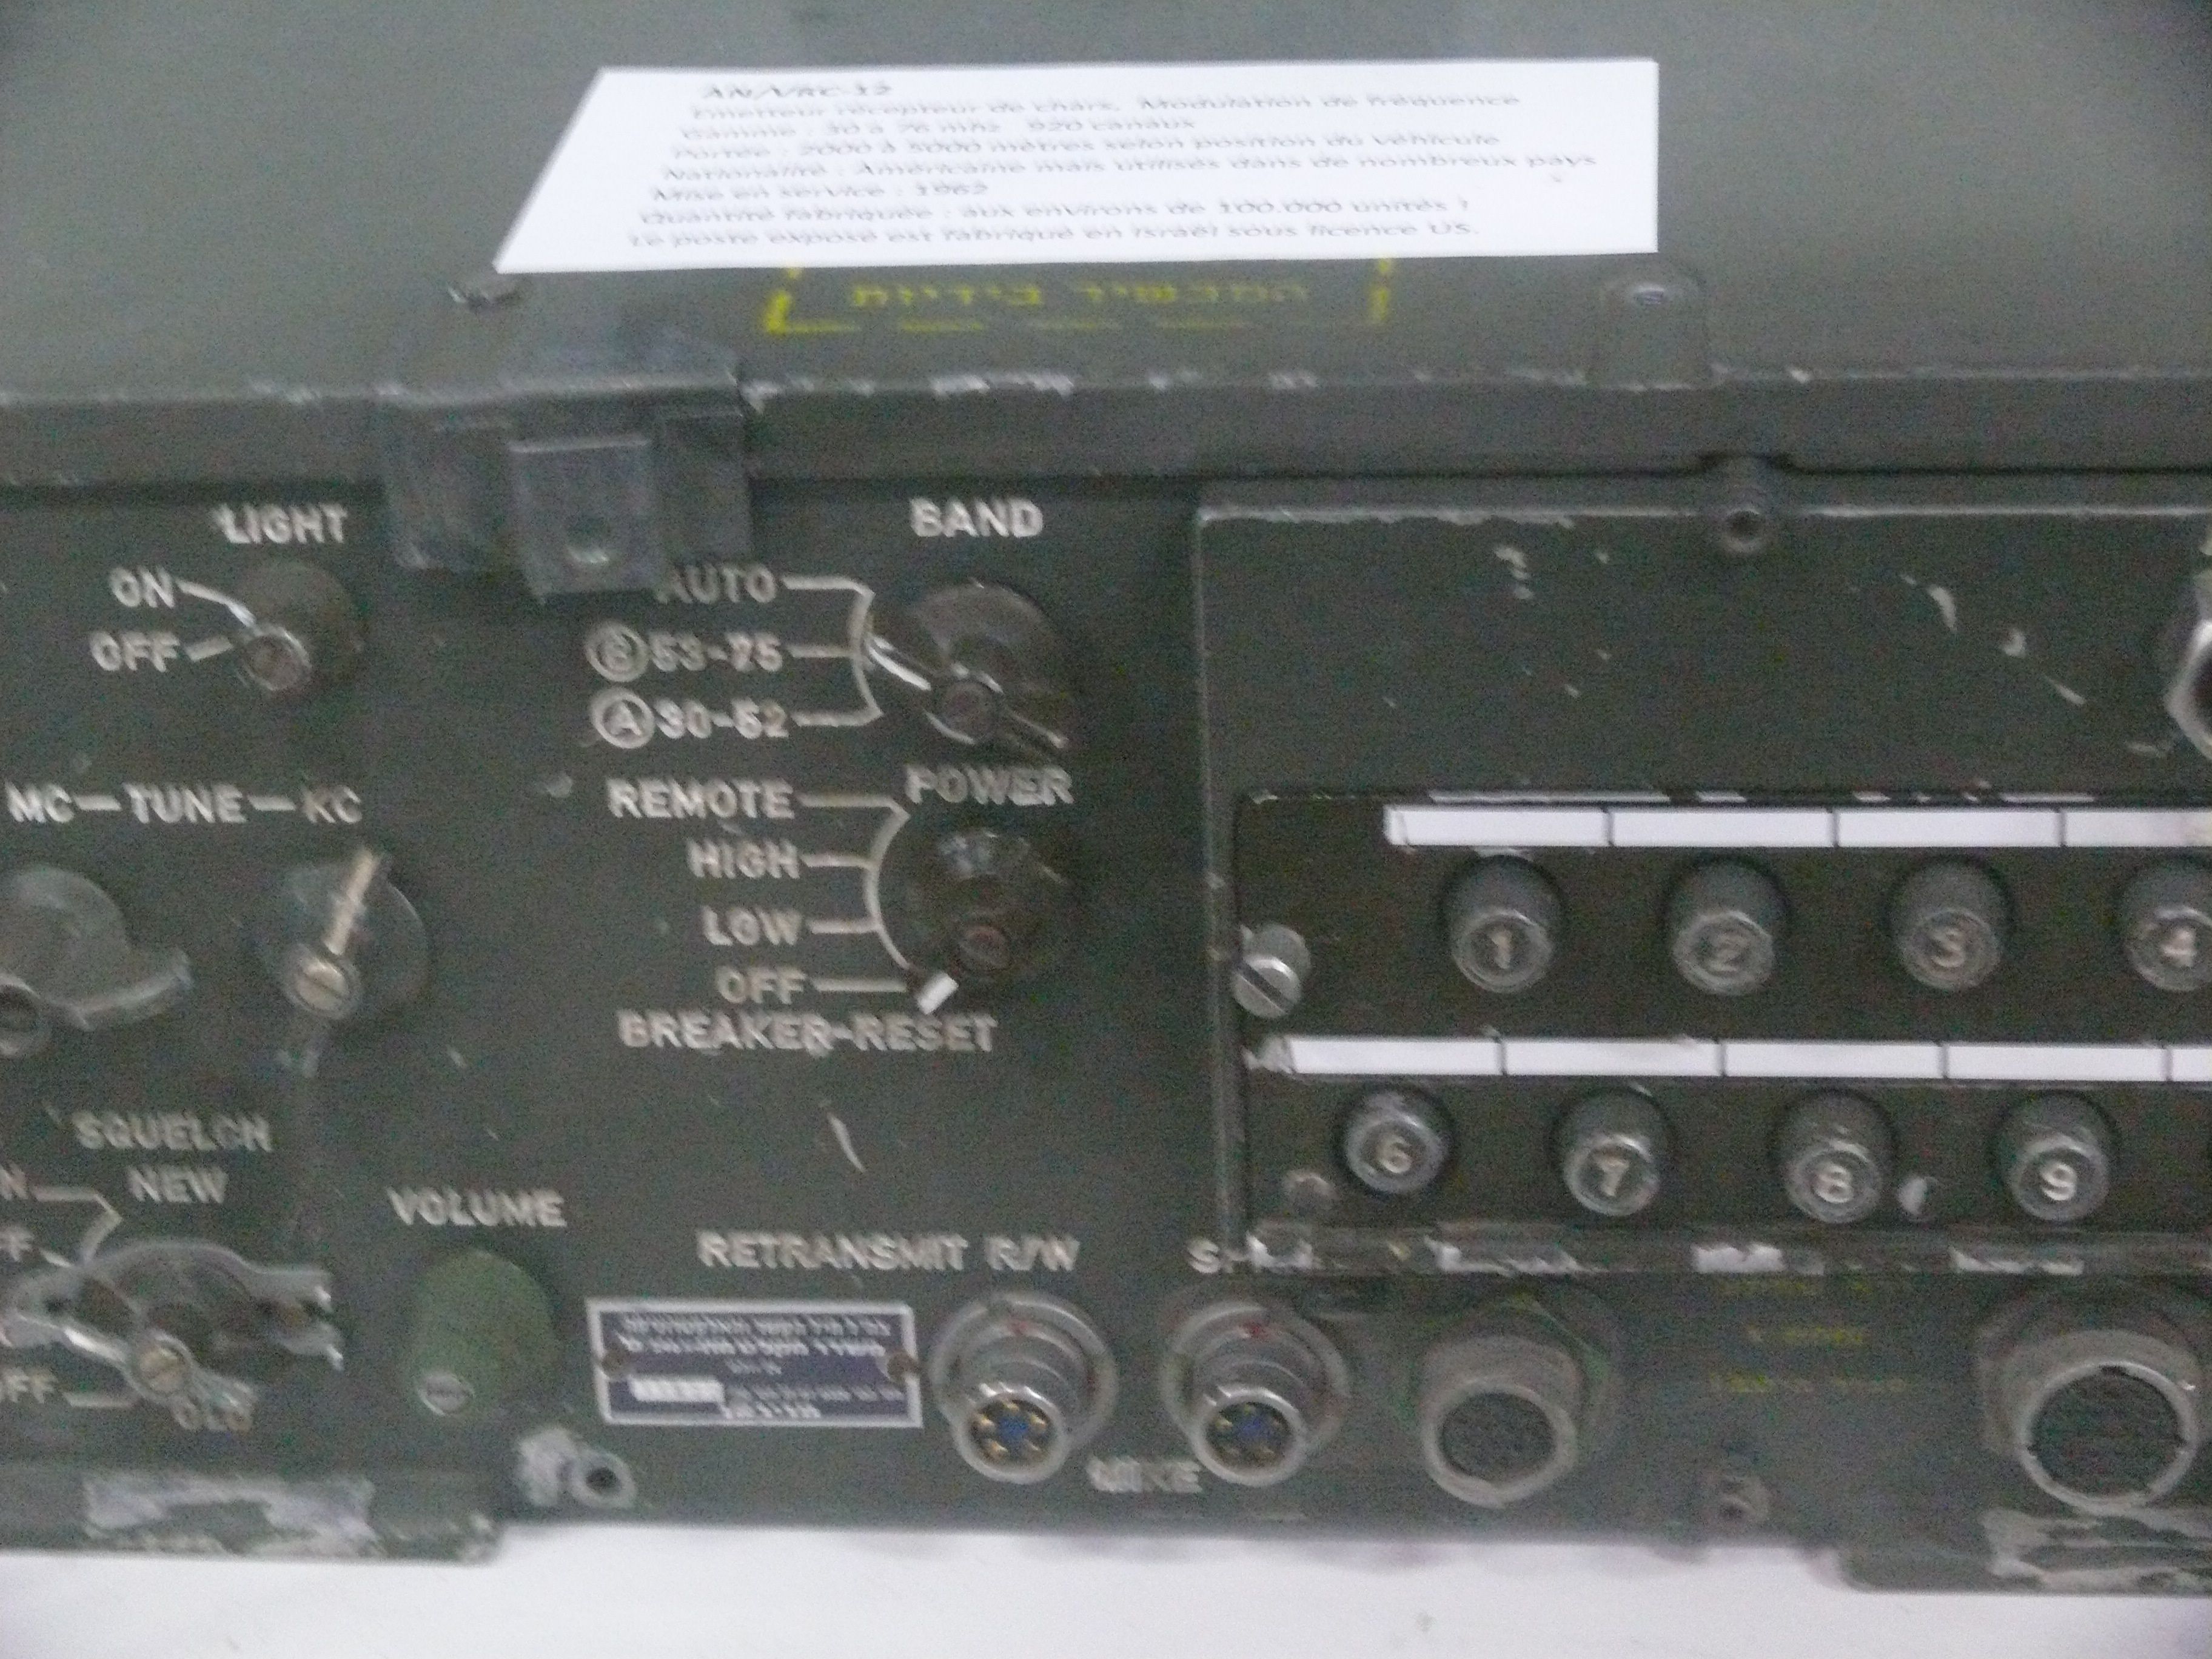 AN/VRC-12
Emetteur récepteur de chars. Modulation de fréquence
Gamme : 30 à 76 mhz 920 canaux
Portée : 2000 à 5000 mètres selon position du véhicule
Nationalité : Américaine mais utilisés dans de nombreux pays
Mise en service : 1962
Quantité fabriquée : aux environs de 100.000 unités ?
Le poste exposé est fabriqué en Israël sous licence US.
המכשיר בידיות
LIGHT
ON
OFF
BAND
AUTO
B 53-75
A 30-52
MC-TUNE-KC
POWER
REMOTE
HIGH
LOW
OFF
BREAKER-RESET
1 2 3 4
6 7 8 9
SQUELCH
NEW
OFF
OLD
VOLUME
RETRANSMIT R/W
MIKE